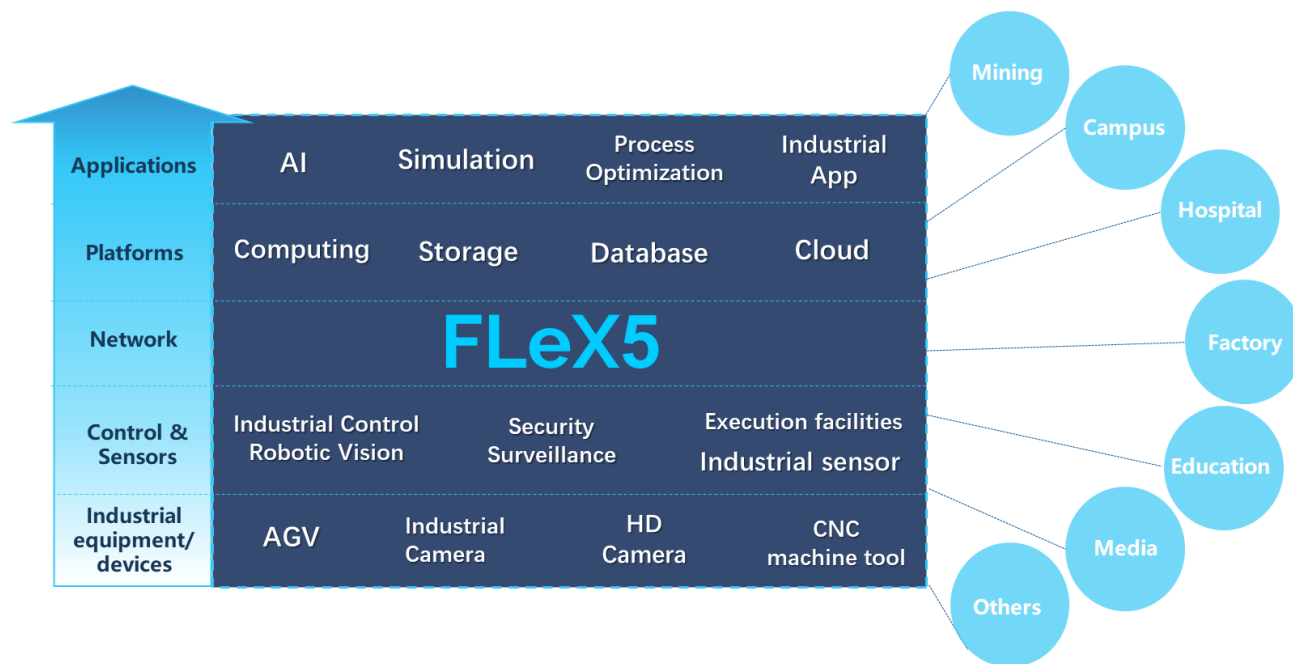 Applications
AI
Simulation
Process
Optimization
Industrial
App
Platforms
Computing
Storage
Database
Cloud
Network
FLeX5
Control &
Sensors
Industrial Control
Robotic Vision
Security
Surveillance
Execution facilities
Industrial sensor
Industrial
equipment/
devices
AGV
Industrial
Camera
HD
Camera
CNC
machine tool
Mining
Campus
Hospital
Factory
Education
Media
Others